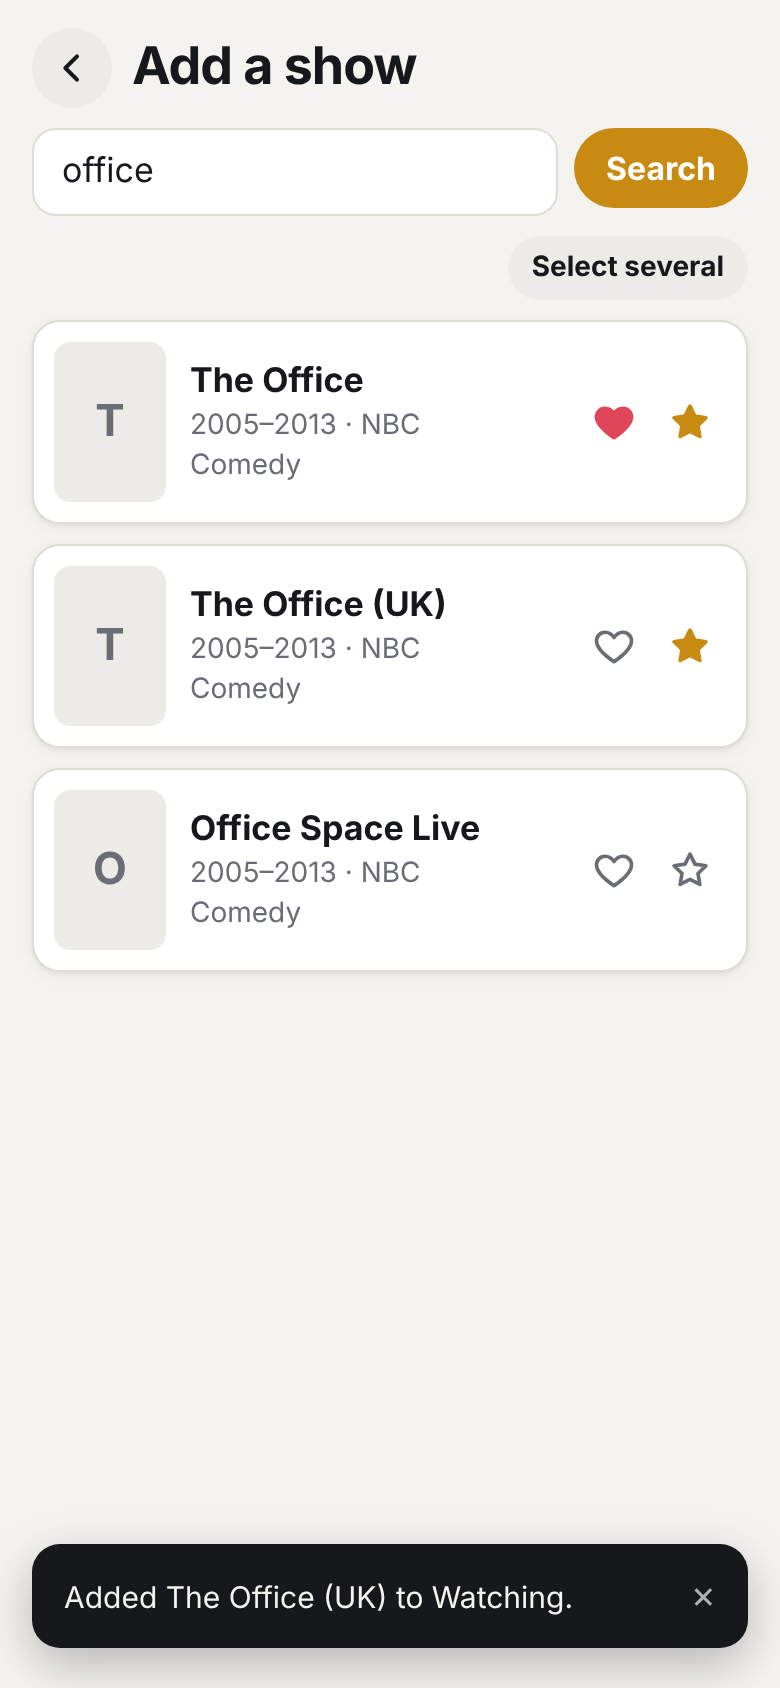 Add a show
office
Search
Select several
T
The Office
2005–2013 · NBC
Comedy
T
The Office (UK)
2005–2013 · NBC
Comedy
O
Office Space Live
2005–2013 · NBC
Comedy
Added The Office (UK) to Watching.